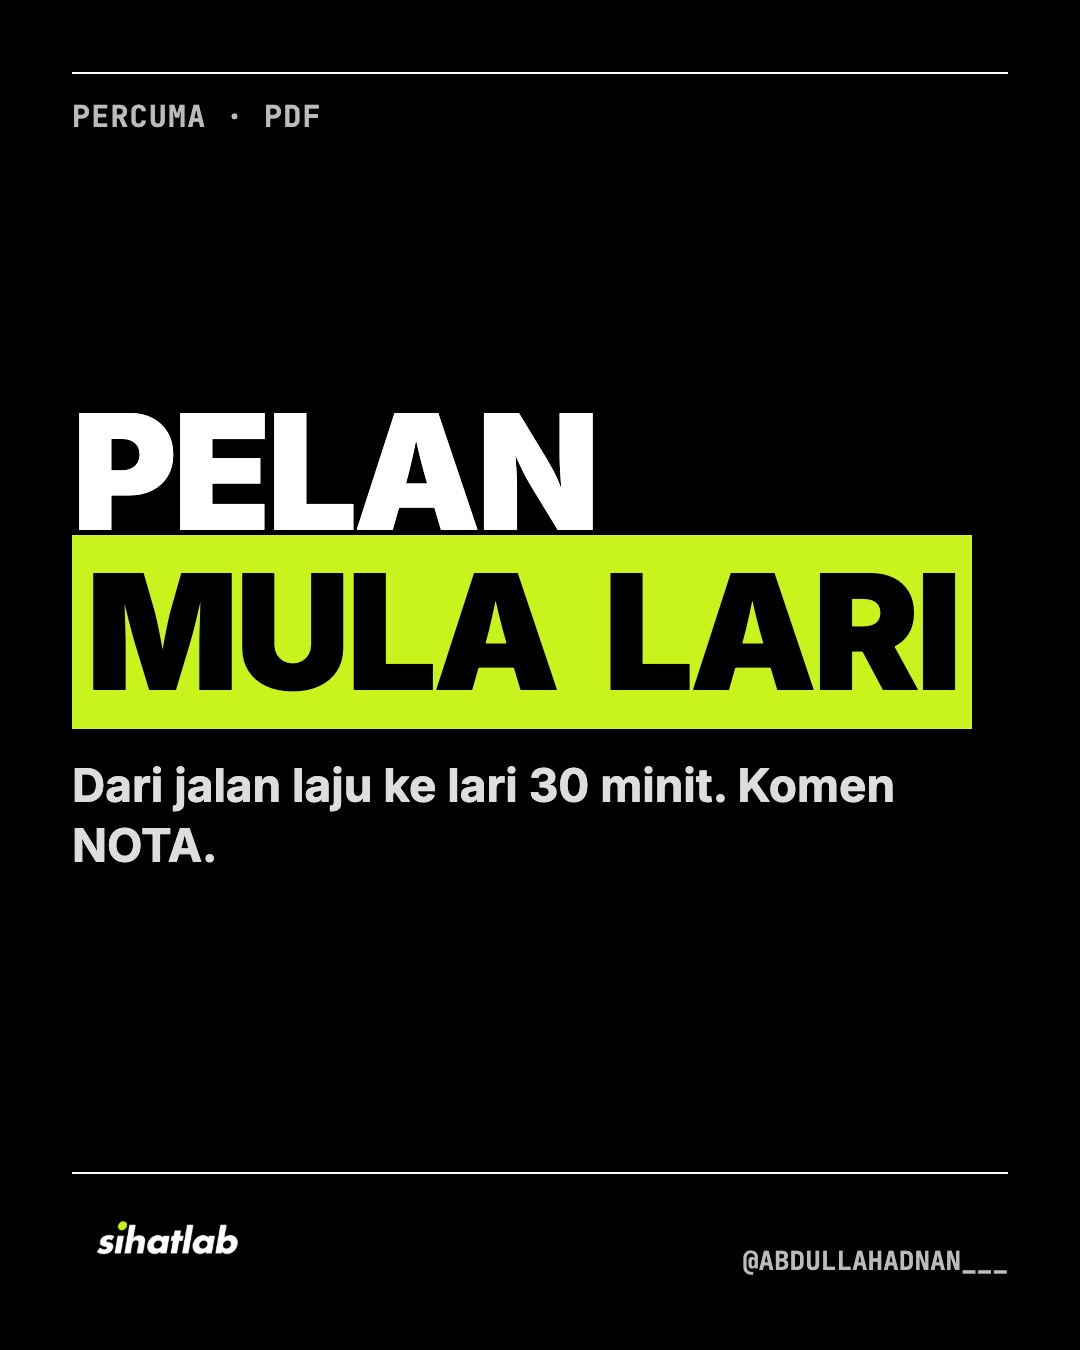 PERCUMA · PDF
PELAN
MULA LARI
Dari jalan laju ke lari 30 minit. Komen
NOTA.
sihatlab
@ABDULLAHADNAN___